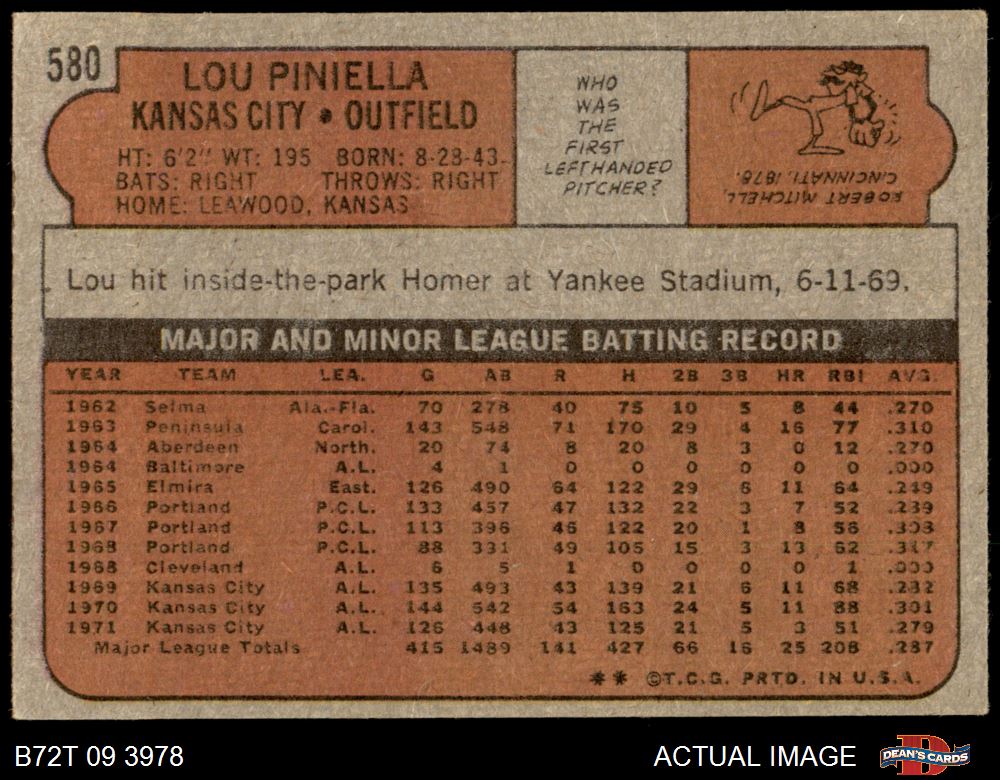 580
LOU PINIELLA
KANSAS CITY • OUTFIELD
HT: 6'2" WT: 195 BORN: 8-28-43
BATS: RIGHT THROWS: RIGHT
HOME: LEAWOOD, KANSAS
WHO
WAS
THE
FIRST
LEFTHANDED
PITCHER?
ROBERT MITCHELL,
CINCINNATI, 1878.
Lou hit inside-the-park Homer at Yankee Stadium, 6-11-69.
MAJOR AND MINOR LEAGUE BATTING RECORD
YEAR TEAM LEA. G AB R H 2B 3B HR RBI AVG.
1962 Selma Ala.-Fla. 70 278 40 75 10 5 8 44 .270
1963 Peninsula Carol. 143 548 71 170 29 4 16 77 .310
1964 Aberdeen North. 20 74 8 20 8 3 0 12 .270
1964 Baltimore A.L. 4 1 0 0 0 0 0 0 .000
1965 Elmira East. 126 490 64 122 29 6 11 64 .249
1966 Portland P.C.L. 133 457 47 132 22 3 7 52 .289
1967 Portland P.C.L. 113 396 46 122 20 1 8 56 .308
1968 Portland P.C.L. 88 331 49 105 15 3 13 62 .317
1968 Cleveland A.L. 6 5 1 0 0 0 0 1 .000
1969 Kansas City A.L. 135 493 43 139 21 6 11 68 .282
1970 Kansas City A.L. 144 542 54 163 24 5 11 88 .301
1971 Kansas City A.L. 126 448 43 125 21 5 3 51 .279
Major League Totals 415 1489 141 427 66 16 25 208 .287
** ©T.C.G. PRTD. IN U.S.A.
B72T 09 3978
ACTUAL IMAGE
DEAN'S CARDS